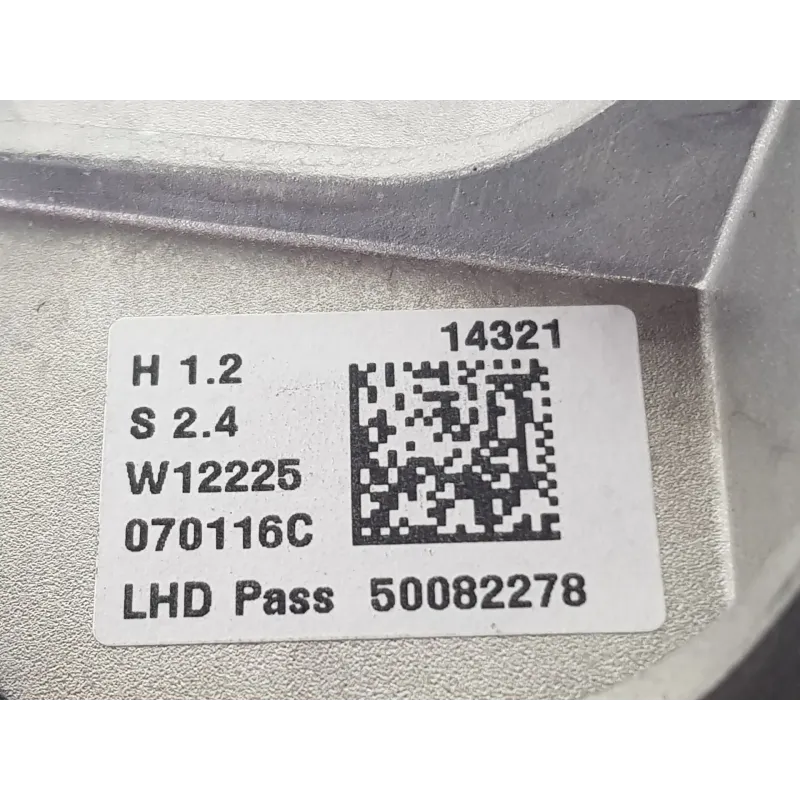 14321
H 1.2
S 2.4
W12225
070116C
LHD Pass 50082278